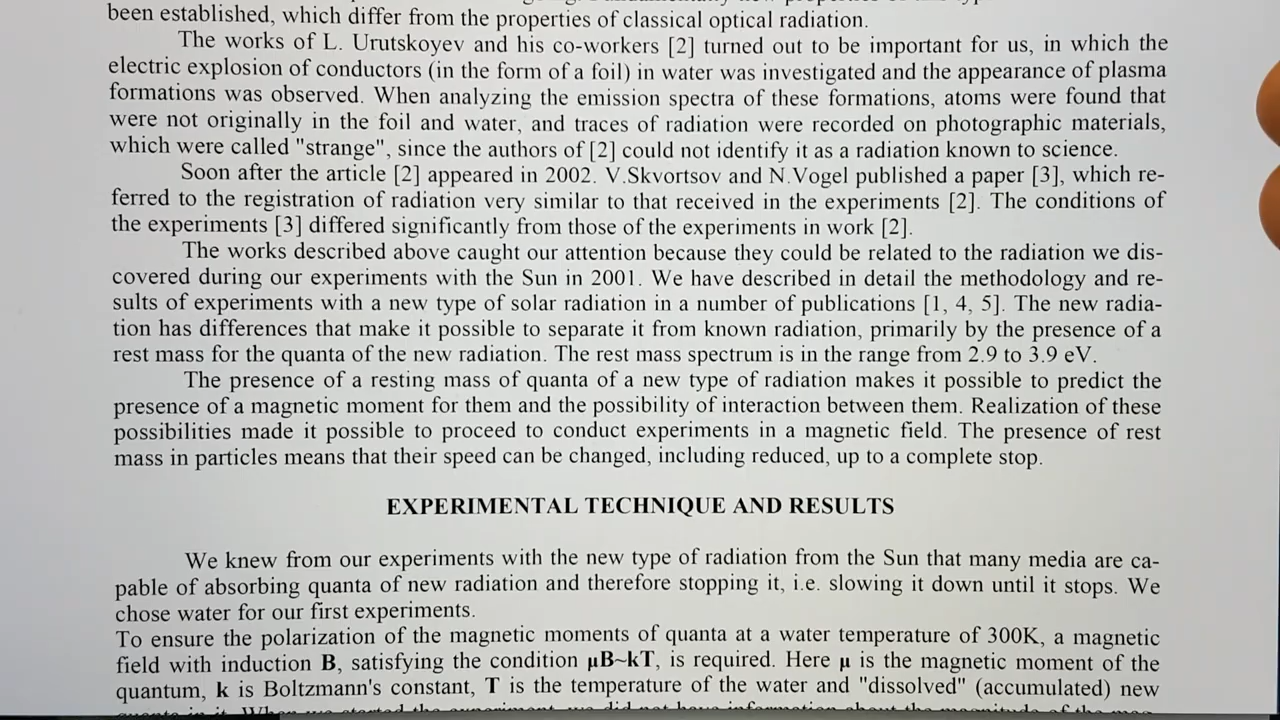 been established, which differ from the properties of classical optical radiation.
The works of L. Urutskoyev and his co-workers [2] turned out to be important for us, in which the
electric explosion of conductors (in the form of a foil) in water was investigated and the appearance of plasma
formations was observed. When analyzing the emission spectra of these formations, atoms were found that
were not originally in the foil and water, and traces of radiation were recorded on photographic materials,
which were called "strange", since the authors of [2] could not identify it as a radiation known to science.
Soon after the article [2] appeared in 2002. V.Skvortsov and N.Vogel published a paper [3], which re-
ferred to the registration of radiation very similar to that received in the experiments [2]. The conditions of
the experiments [3] differed significantly from those of the experiments in work [2].
The works described above caught our attention because they could be related to the radiation we dis-
covered during our experiments with the Sun in 2001. We have described in detail the methodology and re-
sults of experiments with a new type of solar radiation in a number of publications [1, 4, 5]. The new radia-
tion has differences that make it possible to separate it from known radiation, primarily by the presence of a
rest mass for the quanta of the new radiation. The rest mass spectrum is in the range from 2.9 to 3.9 eV.
The presence of a resting mass of quanta of a new type of radiation makes it possible to predict the
presence of a magnetic moment for them and the possibility of interaction between them. Realization of these
possibilities made it possible to proceed to conduct experiments in a magnetic field. The presence of rest
mass in particles means that their speed can be changed, including reduced, up to a complete stop.
EXPERIMENTAL TECHNIQUE AND RESULTS
We knew from our experiments with the new type of radiation from the Sun that many media are ca-
pable of absorbing quanta of new radiation and therefore stopping it, i.e. slowing it down until it stops. We
chose water for our first experiments.
To ensure the polarization of the magnetic moments of quanta at a water temperature of 300K, a magnetic
field with induction B, satisfying the condition µB~kT, is required. Here µ is the magnetic moment of the
quantum, k is Boltzmann's constant, T is the temperature of the water and "dissolved" (accumulated) new